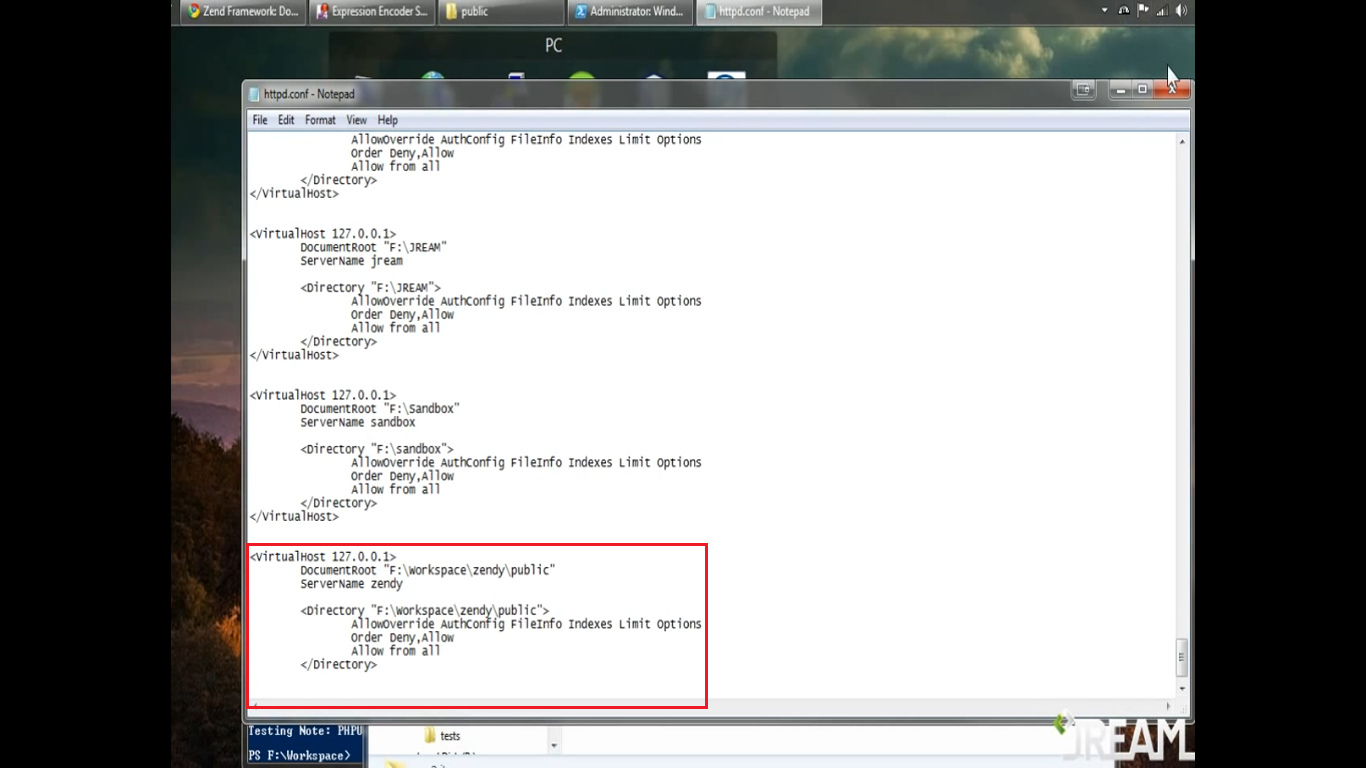 Zend Framework: Do...
Expression Encoder S...
public
Administrator: Wind...
httpd.conf - Notepad
PC
httpd.conf - Notepad
File Edit Format View Help
AllowOverride AuthConfig FileInfo Indexes Limit Options
Order Deny,Allow
Allow from all
</Directory>
</VirtualHost>
<VirtualHost 127.0.0.1>
DocumentRoot "F:\JREAM"
ServerName jream
<Directory "F:\JREAM">
AllowOverride AuthConfig FileInfo Indexes Limit Options
Order Deny,Allow
Allow from all
</Directory>
</VirtualHost>
<VirtualHost 127.0.0.1>
DocumentRoot "F:\Sandbox"
ServerName sandbox
<Directory "F:\sandbox">
AllowOverride AuthConfig FileInfo Indexes Limit Options
Order Deny,Allow
Allow from all
</Directory>
</VirtualHost>
<VirtualHost 127.0.0.1>
DocumentRoot "F:\Workspace\zendy\public"
ServerName zendy
<Directory "F:\Workspace\zendy\public">
AllowOverride AuthConfig FileInfo Indexes Limit Options
Order Deny,Allow
Allow from all
</Directory>
Testing Note: PHPU
PS F:\Workspace>
tests
JREAM